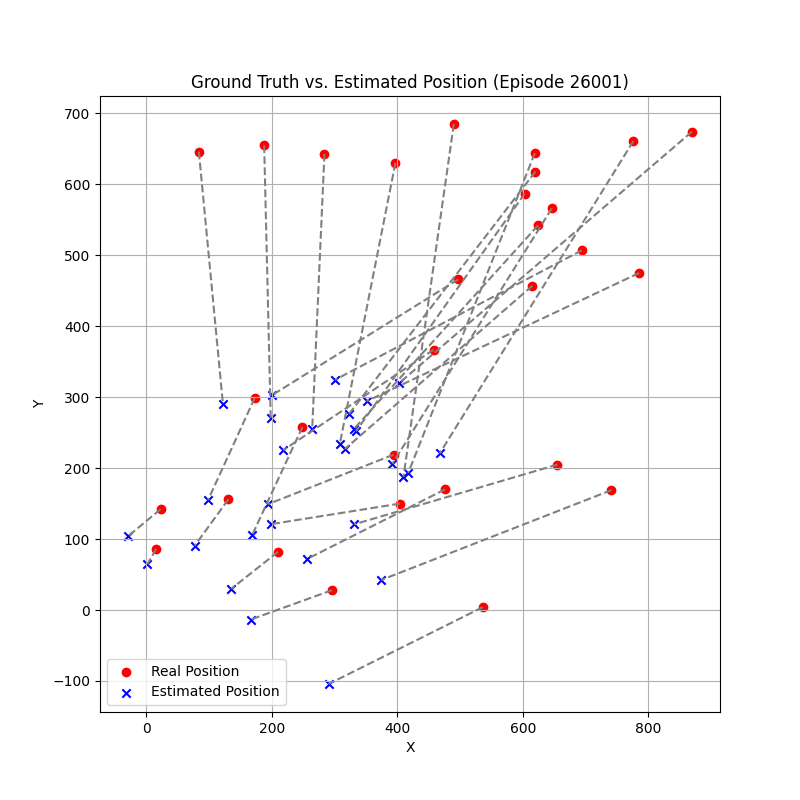 Ground Truth vs. Estimated Position (Episode 26001)
700
600
500
400
300
200
100
0
−100
Y
Real Position
Estimated Position
0 200 400 600 800
X